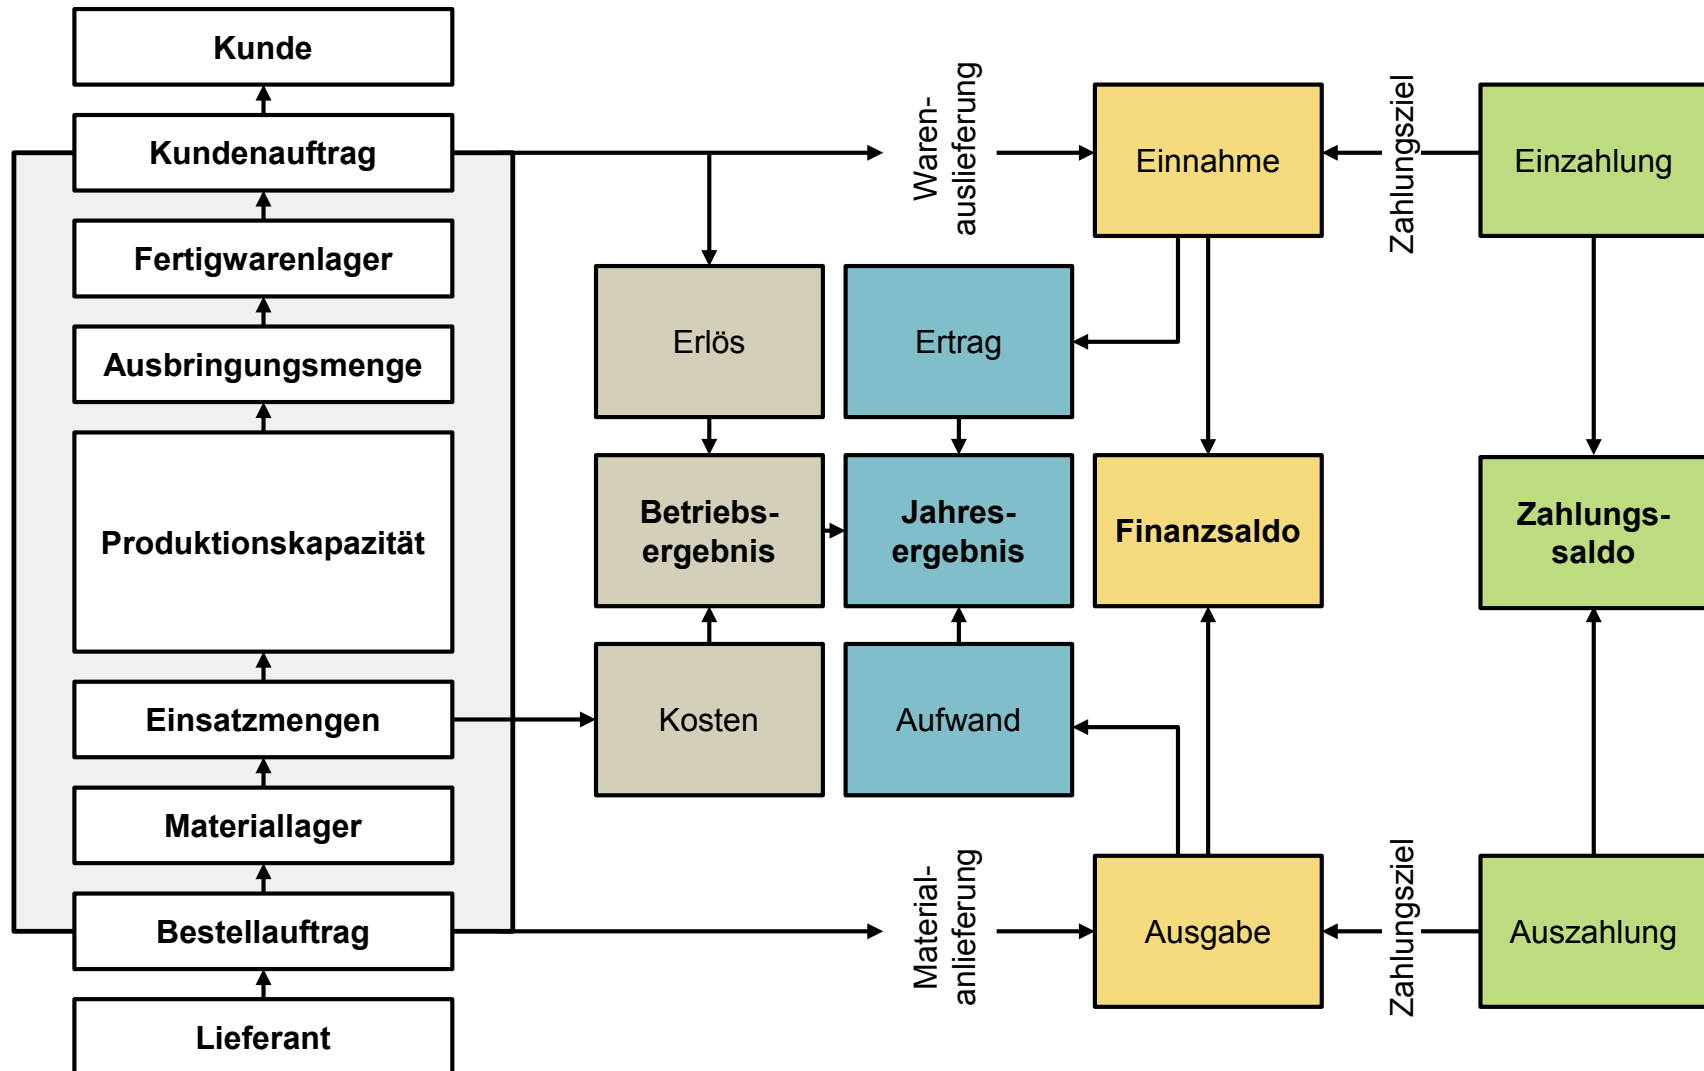 Kunde
Kundenauftrag
Fertigwarenlager
Ausbringungsmenge
Produktionskapazität
Einsatzmengen
Materiallager
Bestellauftrag
Lieferant
Erlös
Betriebs-
ergebnis
Kosten
Ertrag
Jahres-
ergebnis
Aufwand
Waren-
auslieferung
Material-
anlieferung
Einnahme
Finanzsaldo
Ausgabe
Zahlungsziel
Zahlungsziel
Einzahlung
Zahlungs-
saldo
Auszahlung